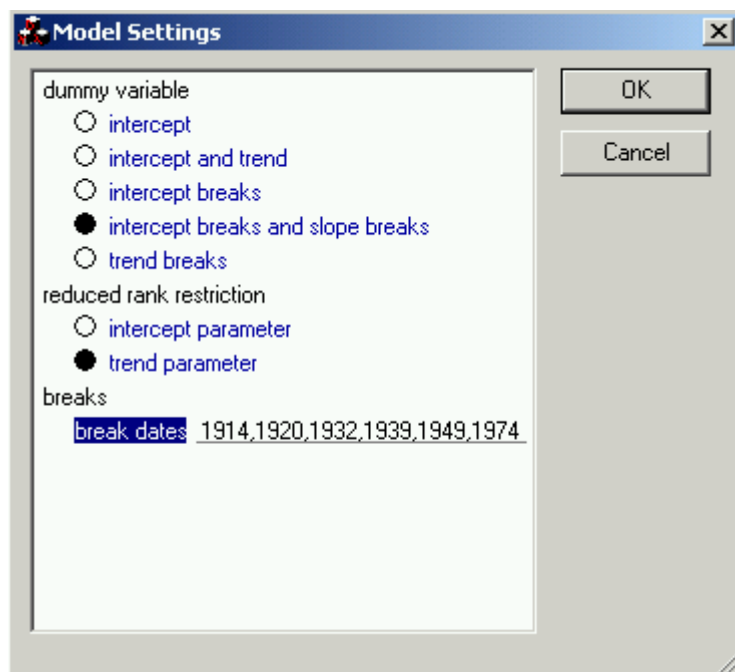 Model Settings
dummy variable
intercept
intercept and trend
intercept breaks
intercept breaks and slope breaks
trend breaks
reduced rank restriction
intercept parameter
trend parameter
breaks
break dates 1914,1920,1932,1939,1949,1974
OK
Cancel